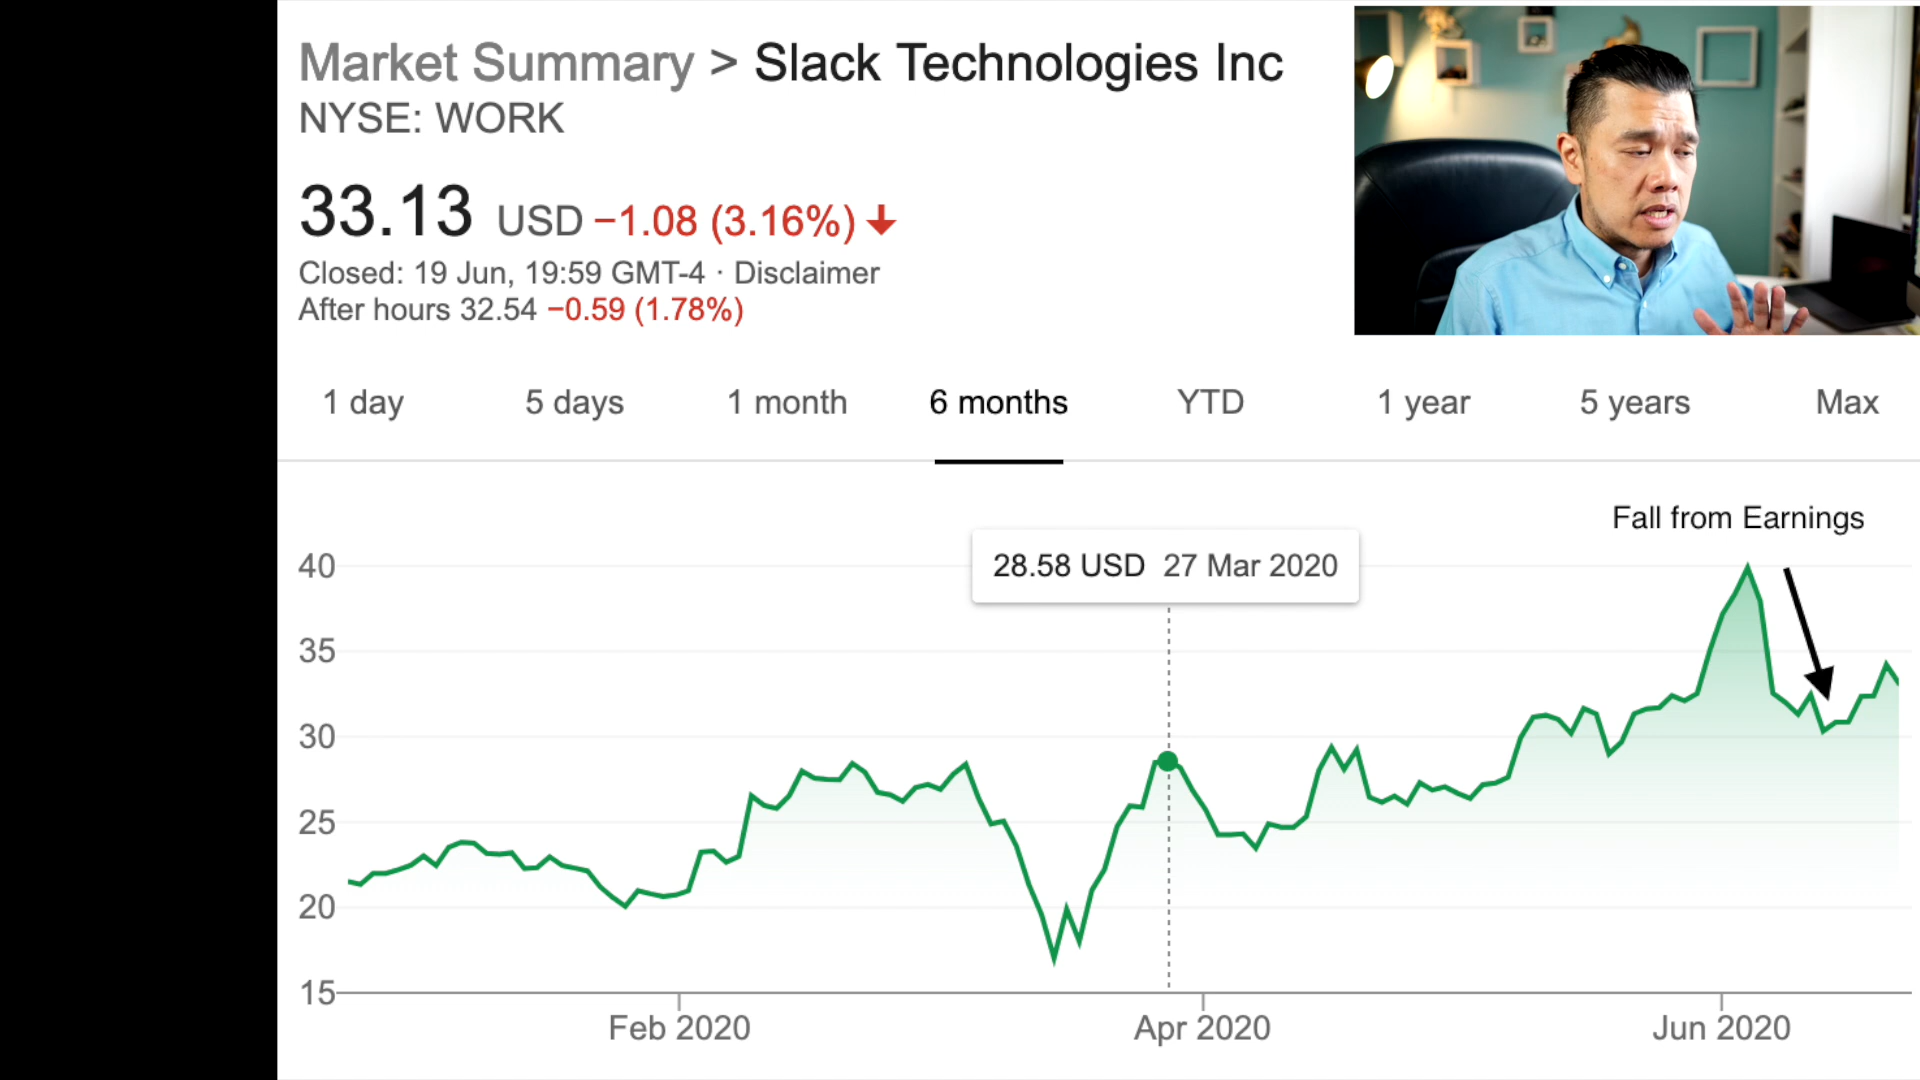 Market Summary > Slack Technologies Inc
NYSE: WORK
33.13 USD −1.08 (3.16%)
Closed: 19 Jun, 19:59 GMT-4 · Disclaimer
After hours 32.54 −0.59 (1.78%)
1 day 5 days 1 month 6 months YTD 1 year 5 years Max
Fall from Earnings
28.58 USD 27 Mar 2020
40
35
30
25
20
15
Feb 2020 Apr 2020 Jun 2020